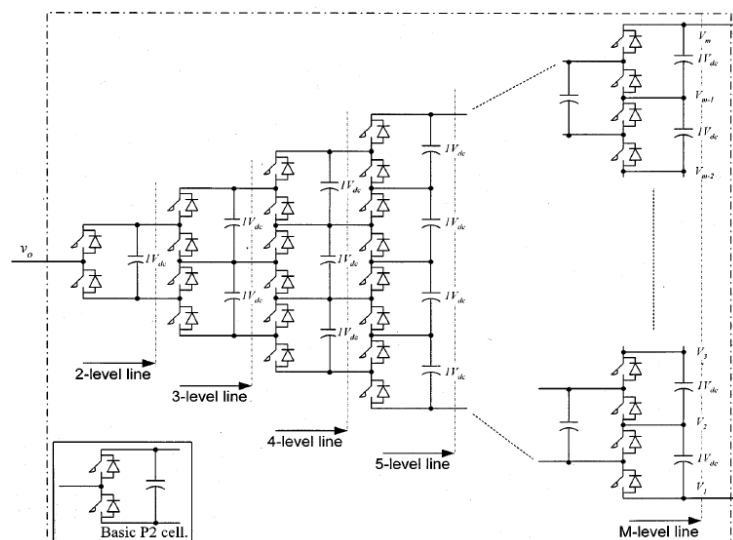 V_m
1V_dc
V_m-1
1V_dc
V_m-2
1V_dc
1V_dc
1V_dc
1V_dc
1V_dc
1V_dc
1V_dc
v_o
1V_dc
1V_dc
1V_dc
1V_dc
V_3
1V_dc
V_2
1V_dc
V_1
2-level line
3-level line
4-level line
5-level line
M-level line
Basic P2 cell.